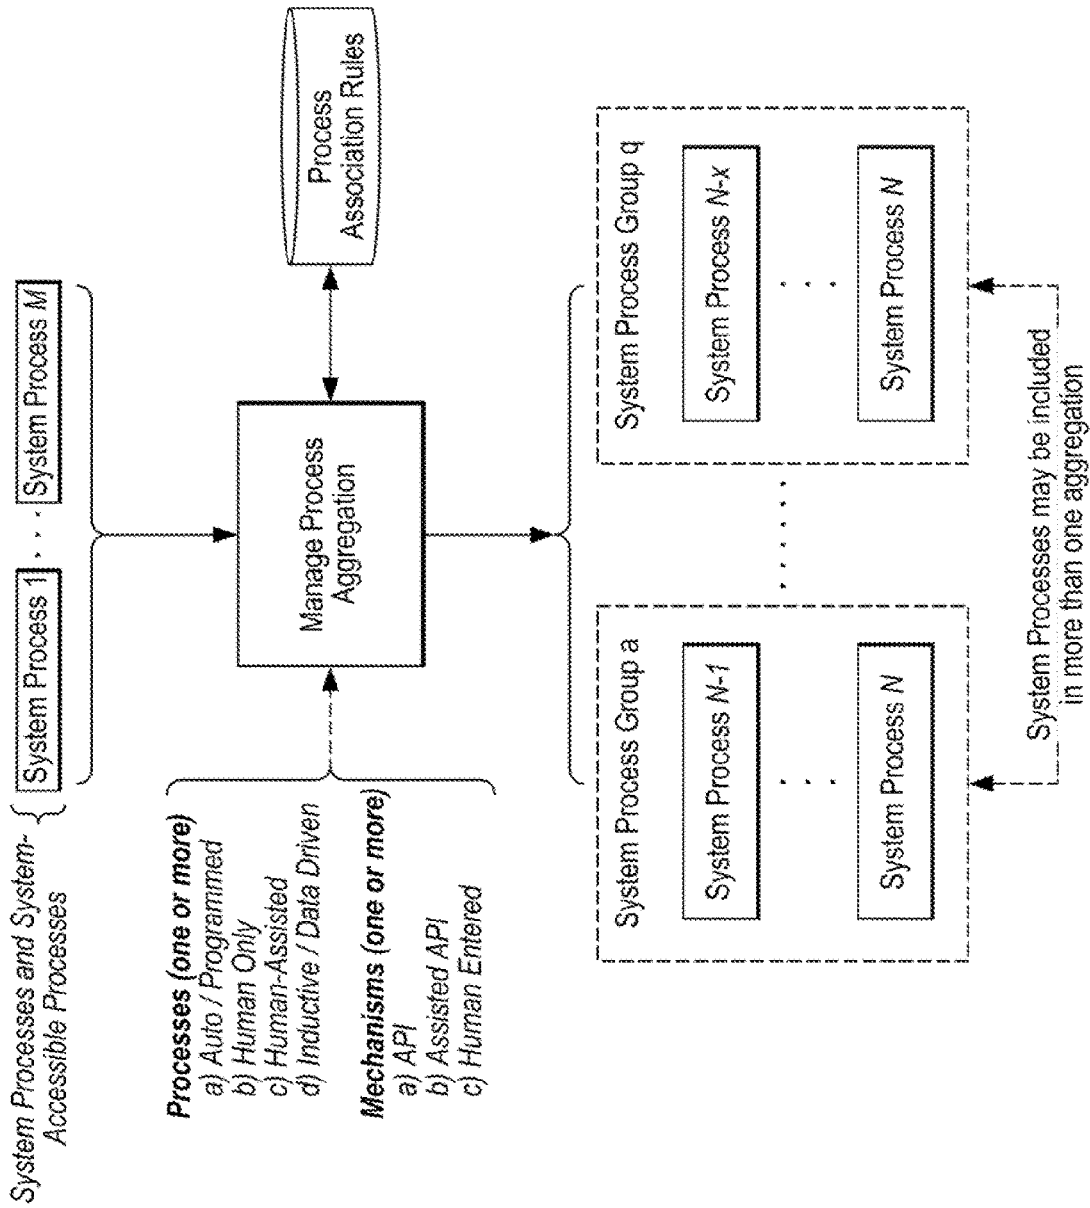 System Processes and System-
Accessible Processes
System Process 1
. . .
System Process M
Processes (one or more)
a) Auto / Programmed
b) Human Only
c) Human-Assisted
d) Inductive / Data Driven
Mechanisms (one or more)
a) API
b) Assisted API
c) Human Entered
Manage Process
Aggregation
Process
Association Rules
System Process Group a
System Process N-1
. . .
System Process N
. . . . . .
System Process Group q
System Process N-x
. . .
System Process N
System Processes may be included
in more than one aggregation